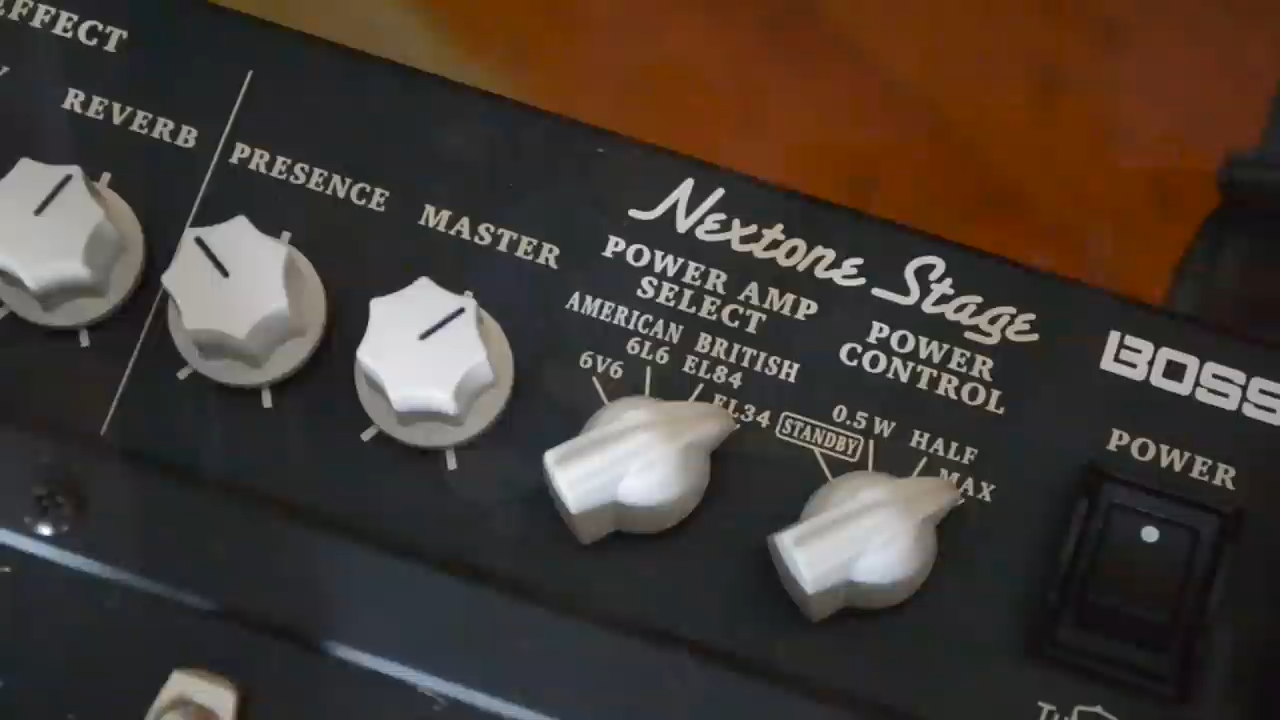 EFFECT
REVERB
PRESENCE
MASTER
Nextone Stage
POWER AMP
SELECT
AMERICAN BRITISH
6V6 6L6 EL84 EL34
POWER
CONTROL
STANDBY 0.5W HALF MAX
BOSS
POWER